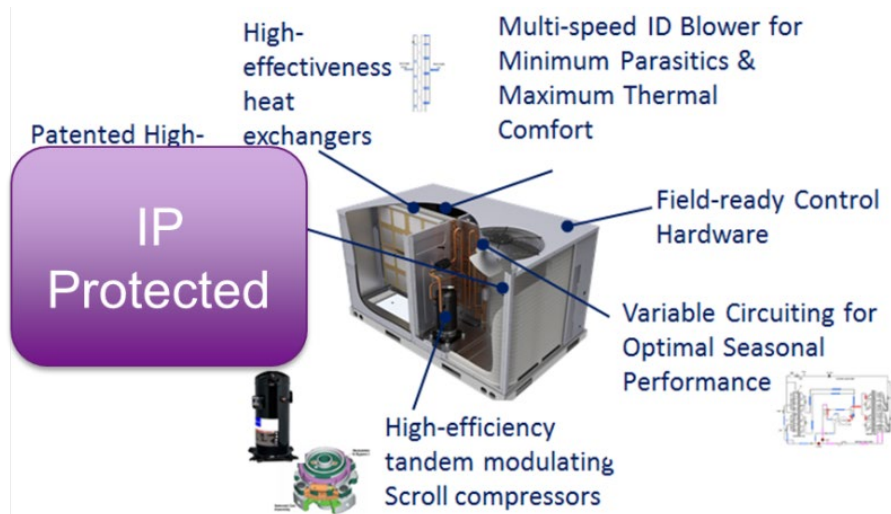 High-
effectiveness
heat
exchangers
Multi-speed ID Blower for
Minimum Parasitics &
Maximum Thermal
Comfort
Patented High-
IP
Protected
Field-ready Control
Hardware
Variable Circuiting for
Optimal Seasonal
Performance
High-efficiency
tandem modulating
Scroll compressors